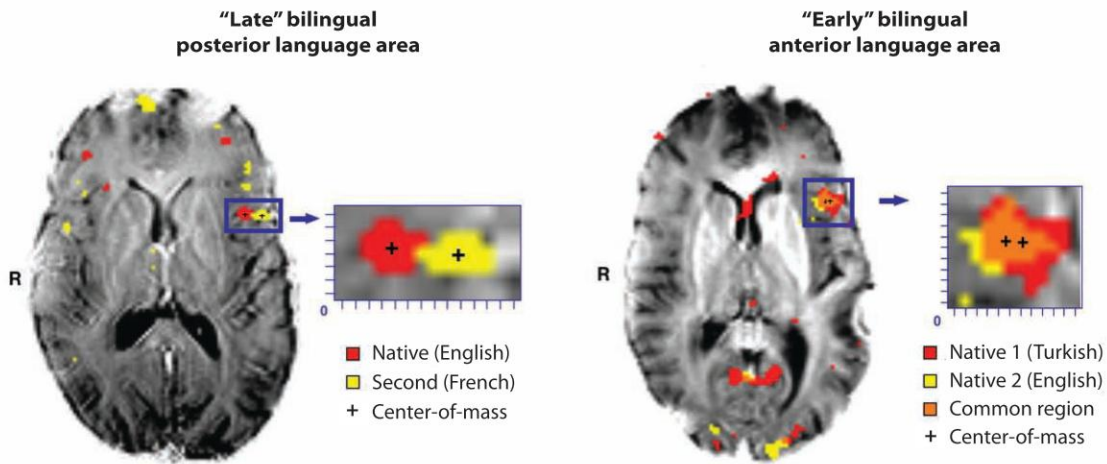 “Late” bilingual
posterior language area
R
0
Native (English)
Second (French)
+ Center-of-mass
“Early” bilingual
anterior language area
R
0
Native 1 (Turkish)
Native 2 (English)
Common region
+ Center-of-mass